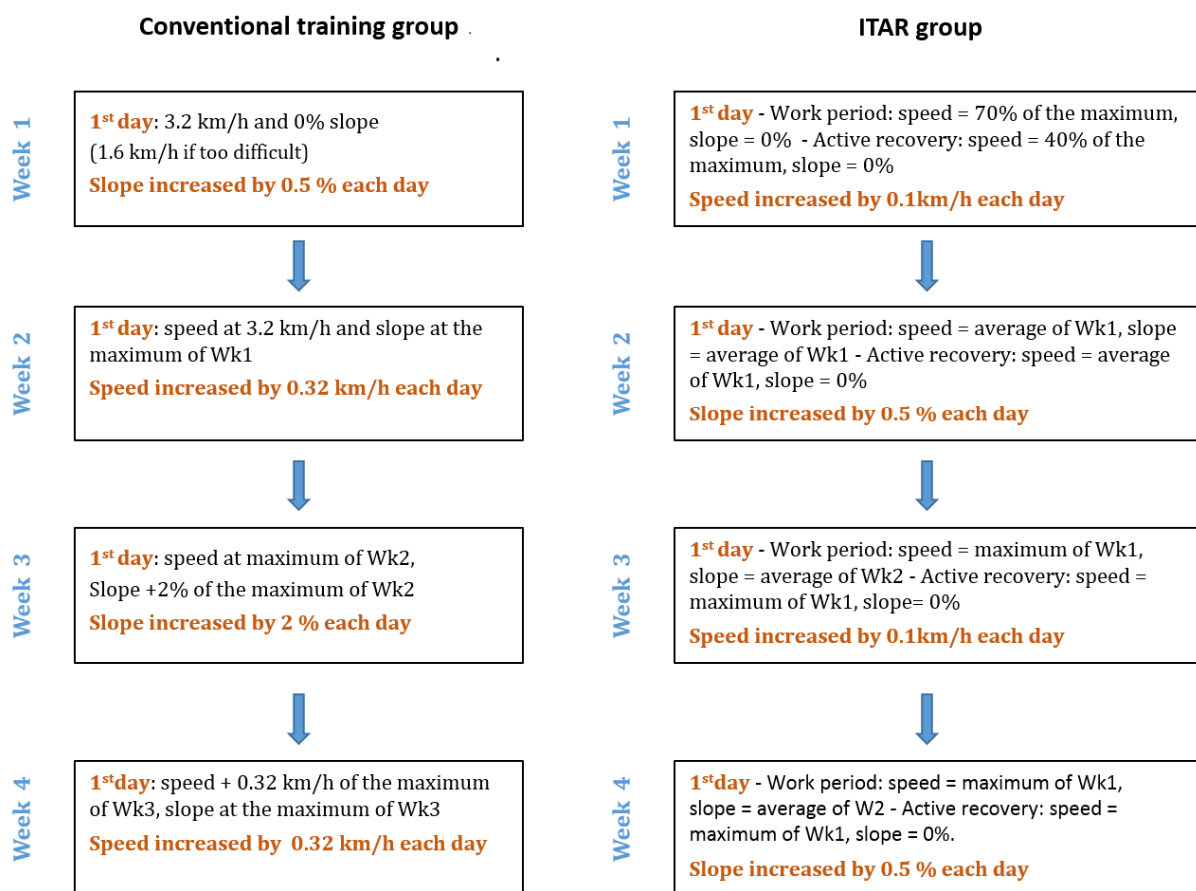 Conventional training group .
.
Week 1
1st day: 3.2 km/h and 0% slope
(1.6 km/h if too difficult)
Slope increased by 0.5 % each day
Week 2
1st day: speed at 3.2 km/h and slope at the
maximum of Wk1
Speed increased by 0.32 km/h each day
Week 3
1st day: speed at maximum of Wk2,
Slope +2% of the maximum of Wk2
Slope increased by 2 % each day
Week 4
1stday: speed + 0.32 km/h of the maximum
of Wk3, slope at the maximum of Wk3
Speed increased by  0.32 km/h each day
ITAR group
Week 1
1st day - Work period: speed = 70% of the maximum,
slope = 0%  - Active recovery: speed = 40% of the
maximum, slope = 0%
Speed increased by 0.1km/h each day
Week 2
1st day - Work period: speed = average of Wk1, slope
= average of Wk1 - Active recovery: speed = average
of Wk1, slope = 0%
Slope increased by 0.5 % each day
Week 3
1st day - Work period: speed = maximum of Wk1,
slope = average of Wk2 - Active recovery: speed =
maximum of Wk1, slope= 0%
Speed increased by 0.1km/h each day
Week 4
1stday - Work period: speed = maximum of Wk1,
slope = average of W2 - Active recovery: speed =
maximum of Wk1, slope = 0%.
Slope increased by 0.5 % each day